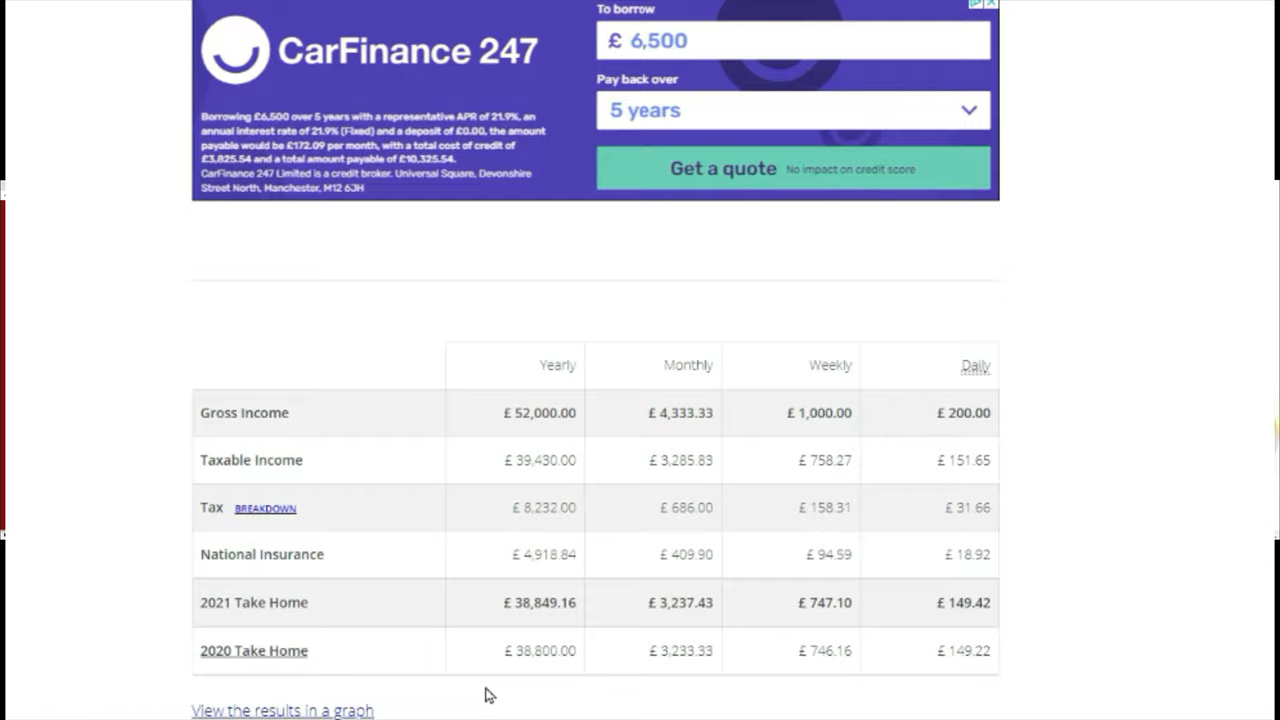 CarFinance 247
Borrowing £6,500 over 5 years with a representative APR of 21.9%, an
annual interest rate of 21.9% (Fixed) and a deposit of £0.00, the amount
payable would be £172.09 per month, with a total cost of credit of
£3,825.54 and a total amount payable of £10,325.54.
CarFinance 247 Limited is a credit broker. Universal Square, Devonshire
Street North, Manchester, M12 6JH
To borrow
£ 6,500
Pay back over
5 years
Get a quote No impact on credit score
Yearly Monthly Weekly Daily
Gross Income £ 52,000.00 £ 4,333.33 £ 1,000.00 £ 200.00
Taxable Income £ 39,430.00 £ 3,285.83 £ 758.27 £ 151.65
Tax BREAKDOWN £ 8,232.00 £ 686.00 £ 158.31 £ 31.66
National Insurance £ 4,918.84 £ 409.90 £ 94.59 £ 18.92
2021 Take Home £ 38,849.16 £ 3,237.43 £ 747.10 £ 149.42
2020 Take Home £ 38,800.00 £ 3,233.33 £ 746.16 £ 149.22
View the results in a graph